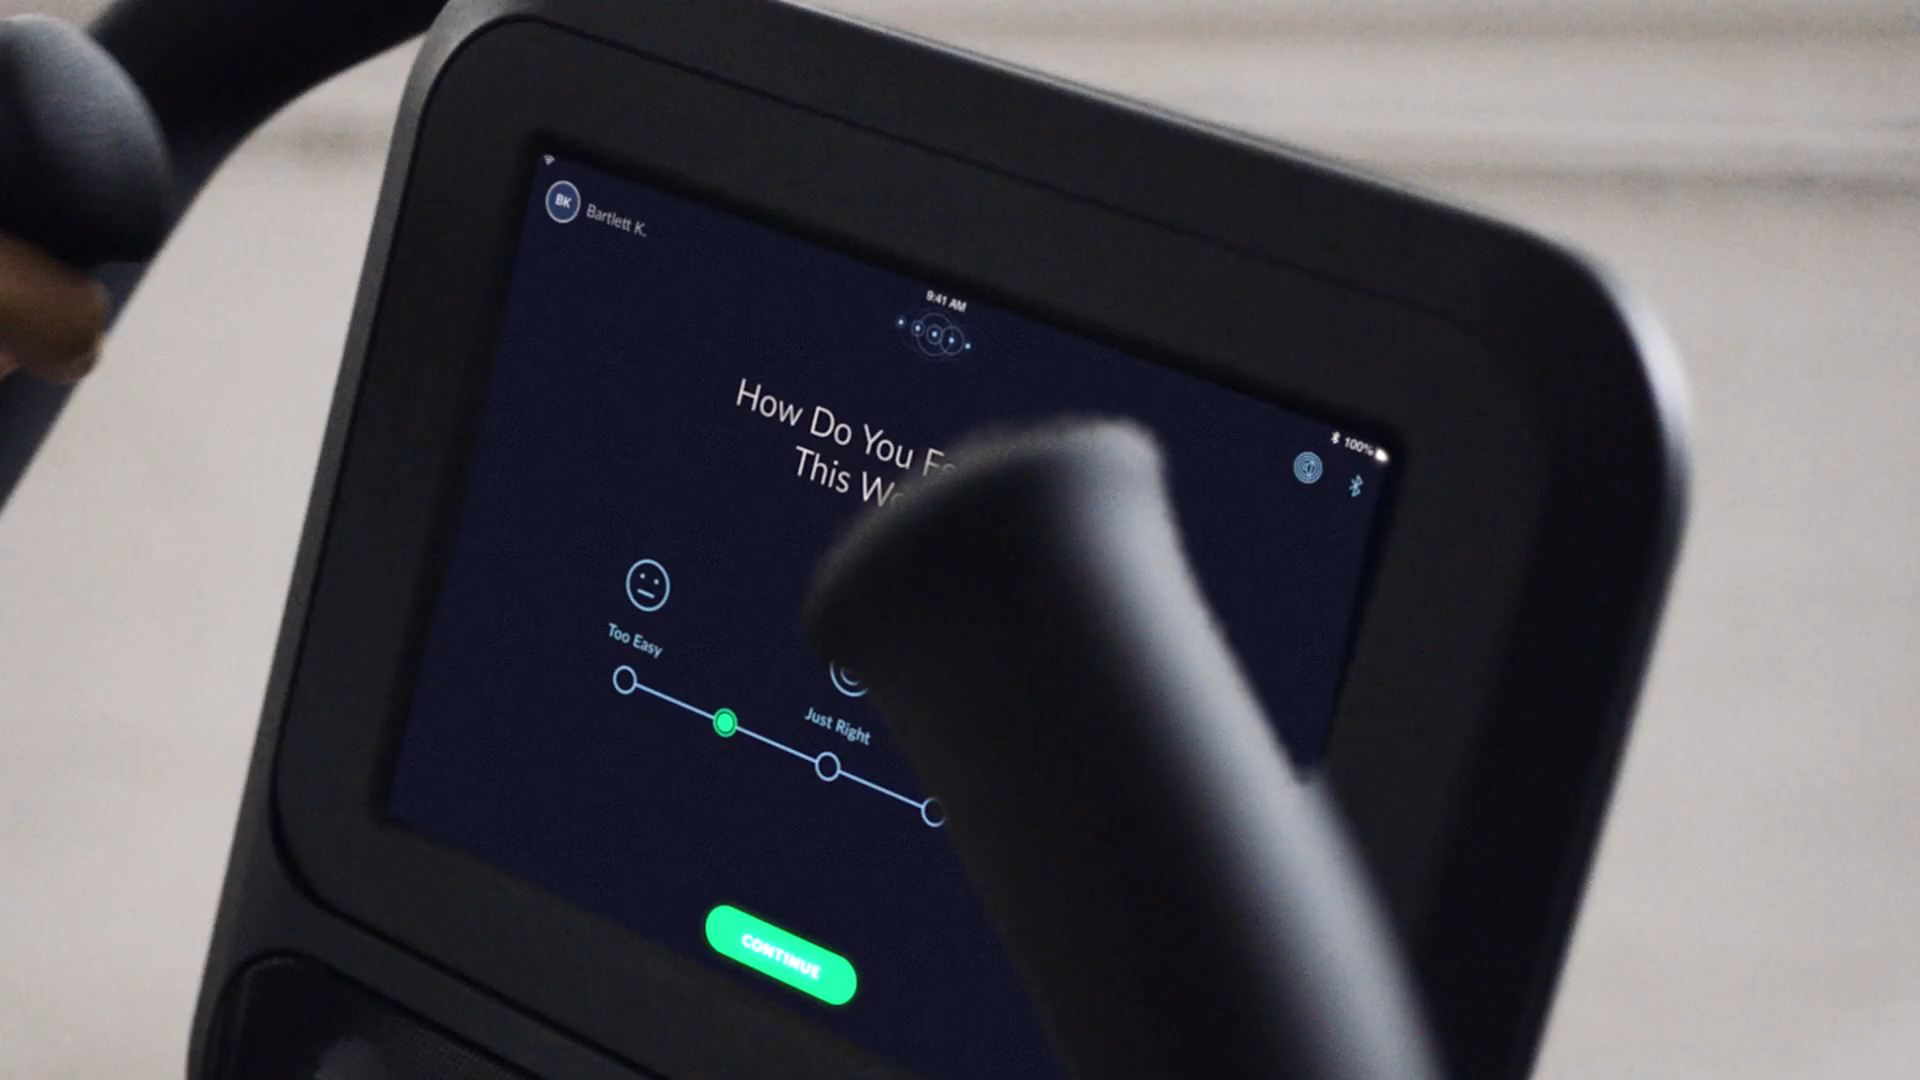 BK
Bartlett K.
9:41 AM
100%
How Do You
This
Too Easy
Just Right
CONTINUE